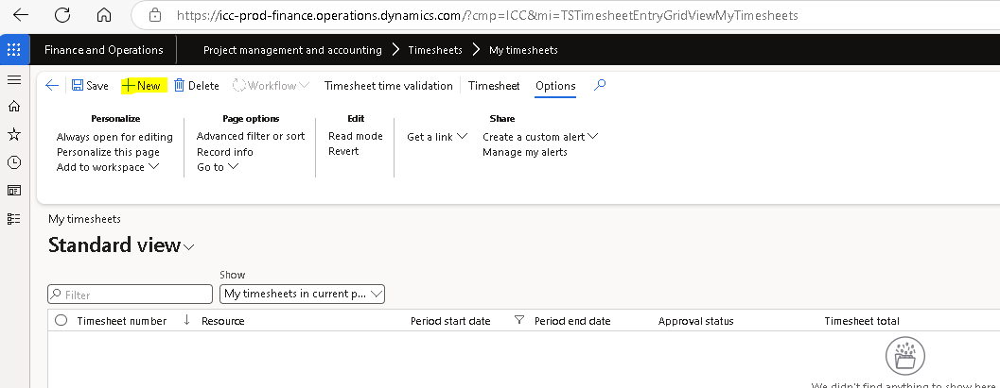 https://icc-prod-finance.operations.dynamics.com/?cmp=ICC&mi=TSTimesheetEntryGridViewMyTimesheets
Finance and Operations Project management and accounting Timesheets My timesheets
Save New Delete Workflow Timesheet time validation Timesheet Options
Personalize Page options Edit Share
Always open for editing Advanced filter or sort Read mode Get a link Create a custom alert
Personalize this page Record info Revert Manage my alerts
Add to workspace Go to
My timesheets
Standard view
Show
Filter My timesheets in current p...
Timesheet number Resource Period start date Period end date Approval status Timesheet total
We didn't find anything to show here